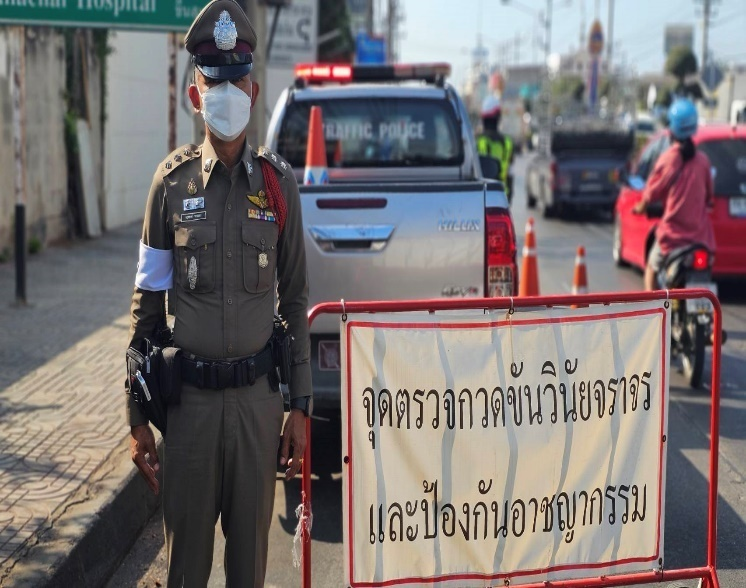 Hospital
TRAFFIC POLICE
HILUX
จุดตรวจกวดขันวินัยจราจร
และป้องกันอาชญากรรม